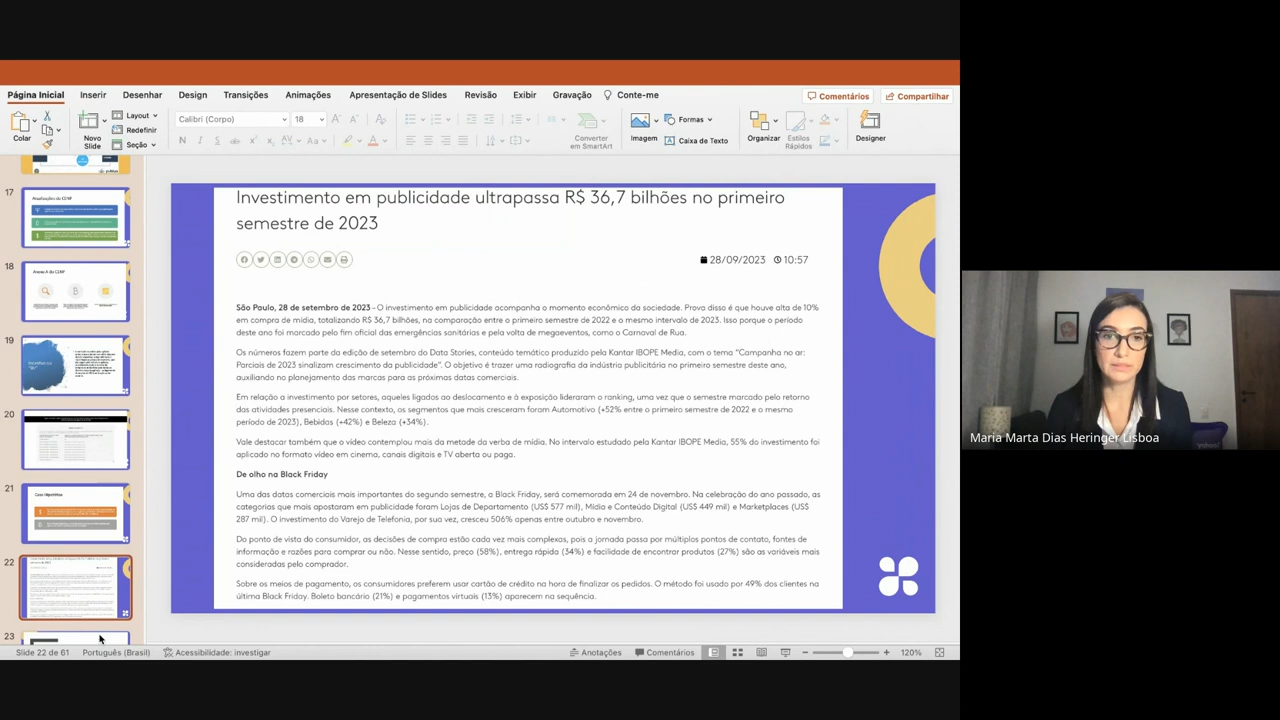 Página Inicial Inserir Desenhar Design Transições Animações Apresentação de Slides Revisão Exibir Gravação Conte-me Comentários Compartilhar
Colar
Novo
Slide
Layout
Redefinir
Seção
Calibri (Corpo) 18
Converter
em SmartArt
Imagem
Formas
Caixa de Texto
Organizar
Estilos
Rápidos
Designer
17
Atualizações do CENP
18
Anexo A do CENP
19
20
21
Caso Hipotético
22
23
Investimento em publicidade ultrapassa R$ 36,7 bilhões no primeiro
semestre de 2023
28/09/2023 10:57
São Paulo, 28 de setembro de 2023 – O investimento em publicidade acompanha o momento econômico da sociedade. Prova disso é que houve alta de 10%
em compra de mídia, totalizando R$ 36,7 bilhões, na comparação entre o primeiro semestre de 2022 e o mesmo intervalo de 2023. Isso porque o período
deste ano foi marcado pelo fim oficial das emergências sanitárias e pela volta de megaeventos, como o Carnaval de Rua.
Os números fazem parte da edição de setembro do Data Stories, conteúdo temático produzido pela Kantar IBOPE Media, com o tema "Campanha no ar:
Parciais de 2023 sinalizam crescimento da publicidade". O objetivo é trazer uma radiografia da indústria publicitária no primeiro semestre deste ano,
auxiliando no planejamento das marcas para as próximas datas comerciais.
Em relação a investimento por setores, aqueles ligados ao deslocamento e à exposição lideraram o ranking, uma vez que o semestre marcado pelo retorno
das atividades presenciais. Nesse contexto, os segmentos que mais cresceram foram Automotivo (+52% entre o primeiro semestre de 2022 e o mesmo
período de 2023), Bebidas (+42%) e Beleza (+34%).
Vale destacar também que o vídeo contemplou mais da metade da verba de mídia. No intervalo estudado pela Kantar IBOPE Media, 55% do investimento foi
aplicado no formato vídeo em cinema, canais digitais e TV aberta ou paga.
De olho na Black Friday
Uma das datas comerciais mais importantes do segundo semestre, a Black Friday, será comemorada em 24 de novembro. Na celebração do ano passado, as
categorias que mais apostaram em publicidade foram Lojas de Departamento (US$ 577 mil), Mídia e Conteúdo Digital (US$ 449 mil) e Marketplaces (US$
287 mil). O investimento do Varejo de Telefonia, por sua vez, cresceu 506% apenas entre outubro e novembro.
Do ponto de vista do consumidor, as decisões de compra estão cada vez mais complexas, pois a jornada passa por múltiplos pontos de contato, fontes de
informação e razões para comprar ou não. Nesse sentido, preço (58%), entrega rápida (34%) e facilidade de encontrar produtos (27%) são as variáveis mais
consideradas pelo comprador.
Sobre os meios de pagamento, os consumidores preferem usar cartão de crédito na hora de finalizar os pedidos. O método foi usado por 49% dos clientes na
última Black Friday. Boleto bancário (21%) e pagamentos virtuais (13%) aparecem na sequência.
Maria Marta Dias Heringer Lisboa
yahoo!
Slide 22 de 61 Português (Brasil) Acessibilidade: investigar Anotações Comentários 120%